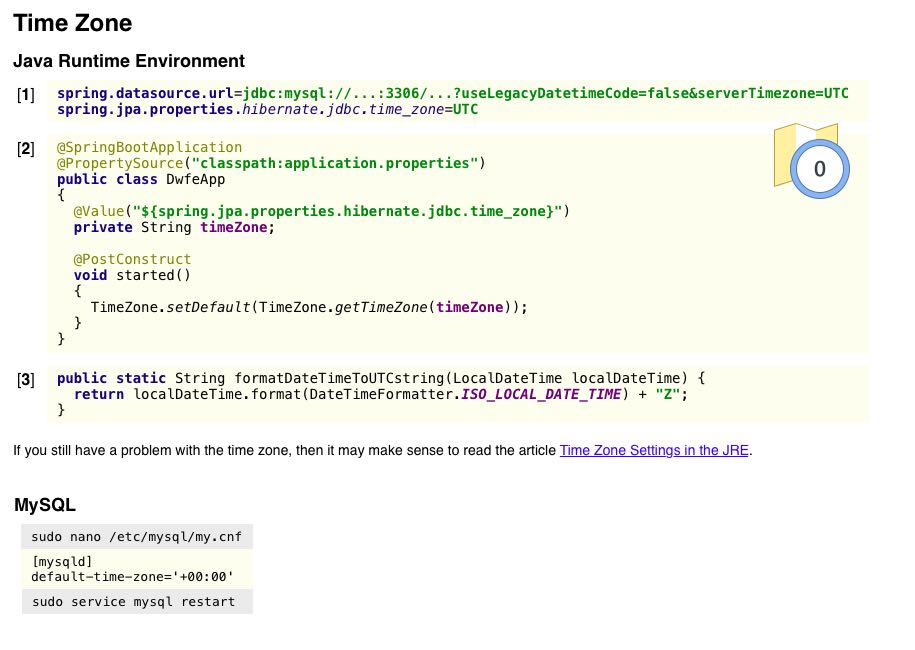 Time Zone
Java Runtime Environment
[1]
spring.datasource.url=jdbc:mysql://...:3306/...?useLegacyDatetimeCode=false&serverTimezone=UTC
spring.jpa.properties.hibernate.jdbc.time_zone=UTC
[2]
@SpringBootApplication
@PropertySource("classpath:application.properties")
public class DwfeApp
{
  @Value("${spring.jpa.properties.hibernate.jdbc.time_zone}")
  private String timeZone;

  @PostConstruct
  void started()
  {
    TimeZone.setDefault(TimeZone.getTimeZone(timeZone));
  }
}
0
[3]
public static String formatDateTimeToUTCstring(LocalDateTime localDateTime) {
  return localDateTime.format(DateTimeFormatter.ISO_LOCAL_DATE_TIME) + "Z";
}
If you still have a problem with the time zone, then it may make sense to read the article Time Zone Settings in the JRE.
MySQL
sudo nano /etc/mysql/my.cnf
[mysqld]
default-time-zone='+00:00'
sudo service mysql restart